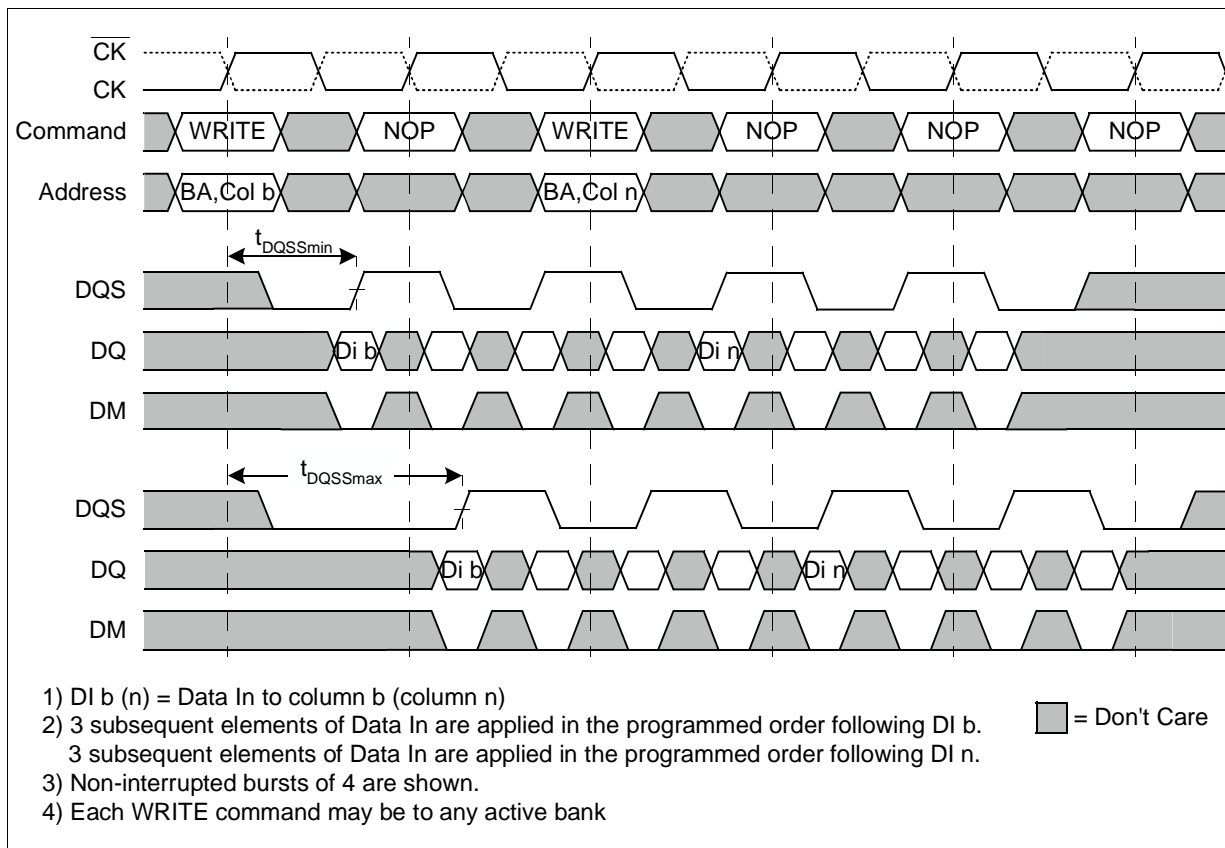 CK
CK
Command WRITE NOP WRITE NOP NOP NOP
Address BA,Col b BA,Col n
tDQSSmin
DQS
DQ Di b Di n
DM
tDQSSmax
DQS
DQ Di b Di n
DM
1) DI b (n) = Data In to column b (column n)
2) 3 subsequent elements of Data In are applied in the programmed order following DI b.
3 subsequent elements of Data In are applied in the programmed order following DI n.
3) Non-interrupted bursts of 4 are shown.
4) Each WRITE command may be to any active bank
= Don't Care